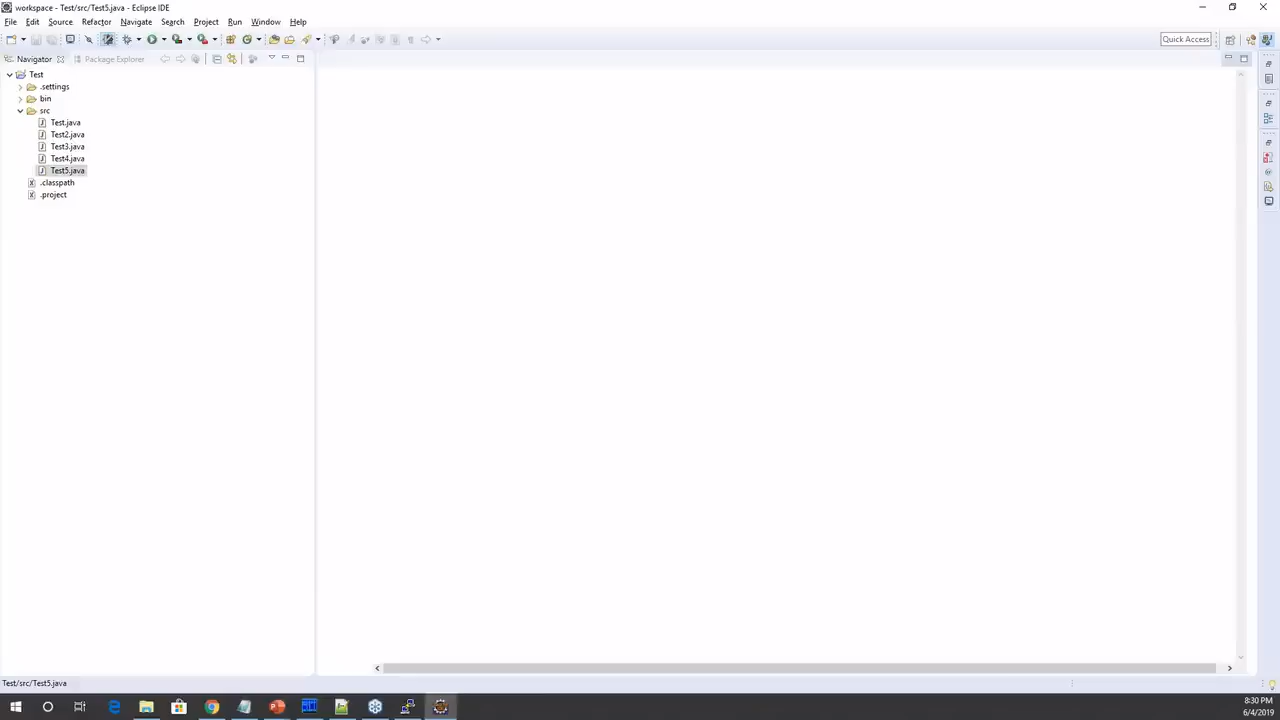 workspace - Test/src/Test5.java - Eclipse IDE
File Edit Source Refactor Navigate Search Project Run Window Help
Quick Access
Navigator Package Explorer
Test
.settings
bin
src
Test.java
Test2.java
Test3.java
Test4.java
Test5.java
.classpath
.project
Test/src/Test5.java
8:30 PM
6/4/2019